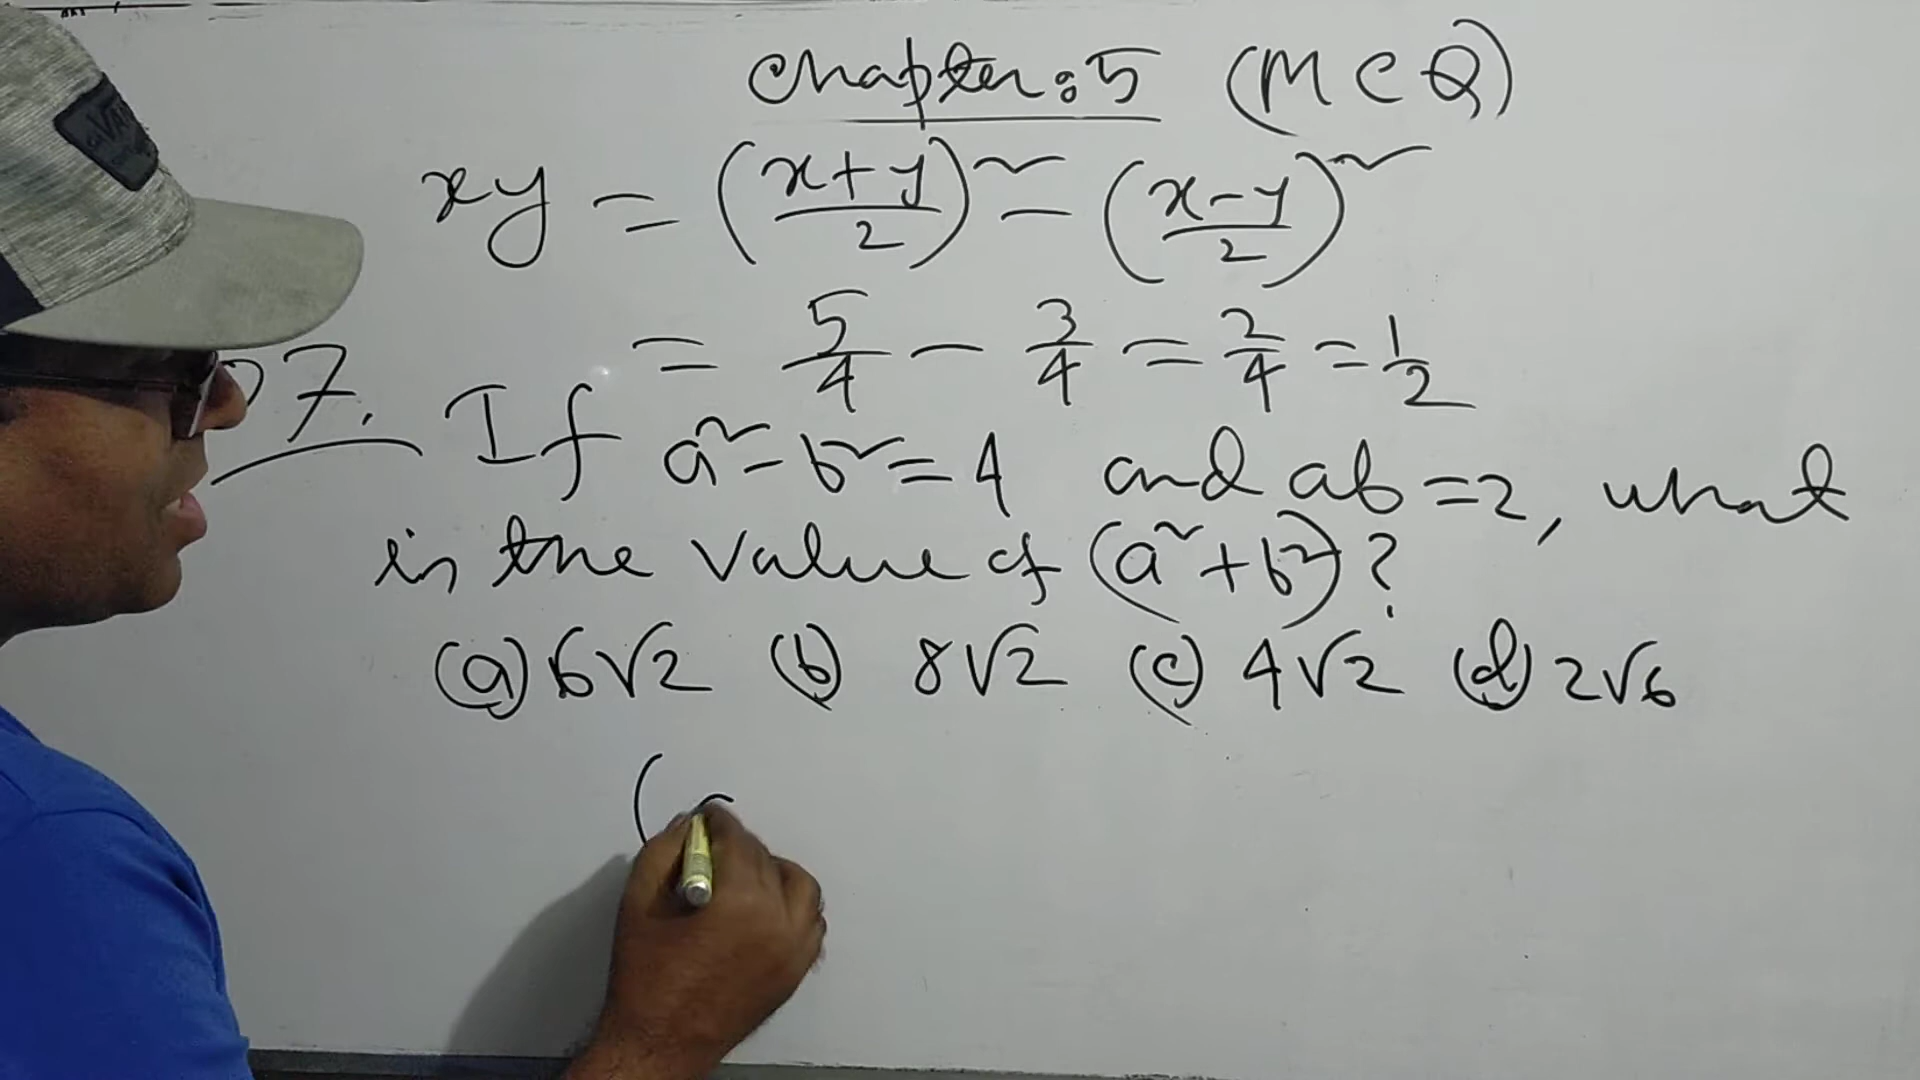 Chapter: 5 (MCQ)
xy = (x+y/2)² = (x-y/2)²
= 5/4 - 3/4 = 2/4 = 1/2
07. If a² - b² = 4 and ab = 2, what
is the value of (a² + b²)?
(a) 6√2 (b) 8√2 (c) 4√2 (d) 2√6
(